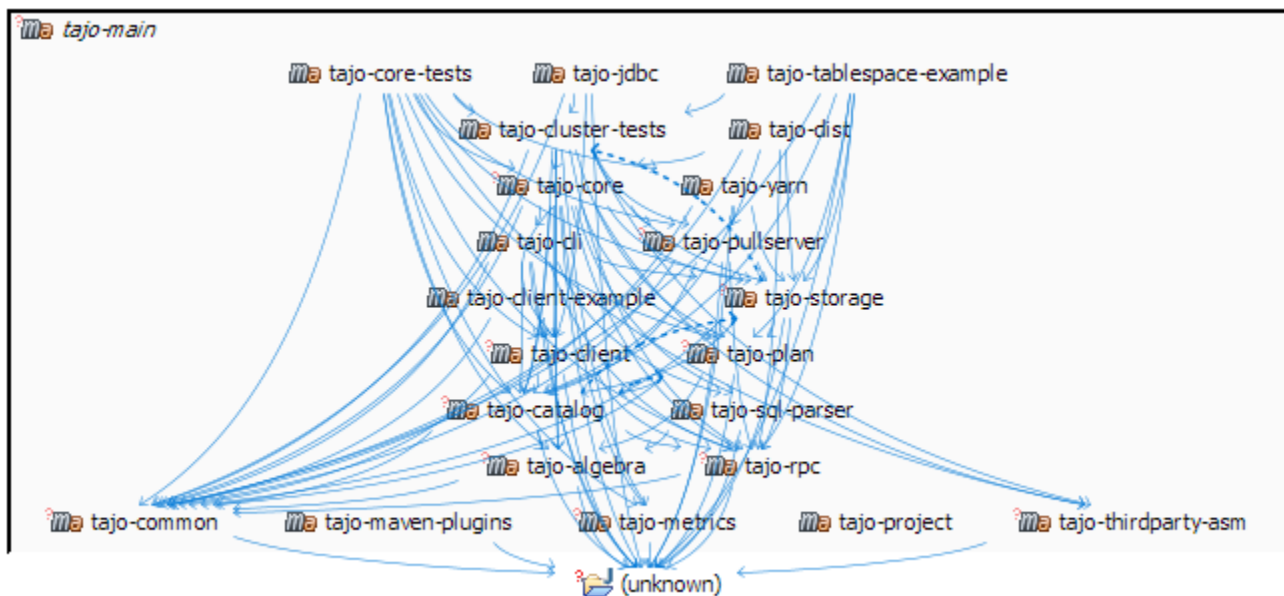 tajo-main
tajo-core-tests tajo-jdbc tajo-tablespace-example
tajo-cluster-tests tajo-dist
tajo-core tajo-yarn
tajo-cli tajo-pullserver
tajo-client-example tajo-storage
tajo-client tajo-plan
tajo-catalog tajo-sql-parser
tajo-algebra tajo-rpc
tajo-common tajo-maven-plugins tajo-metrics tajo-project tajo-thirdparty-asm
(unknown)